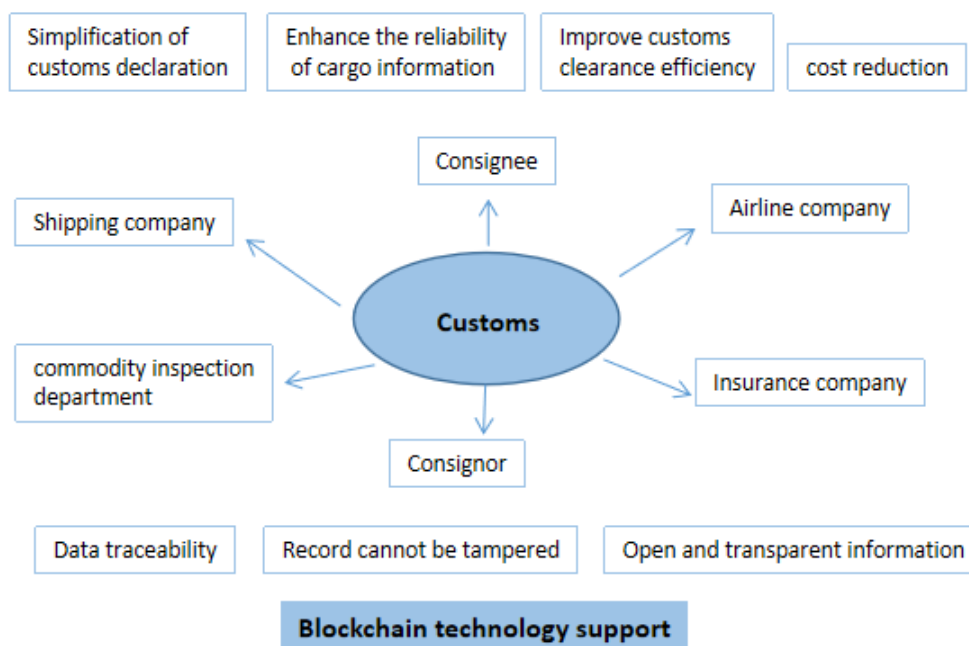 Simplification of
customs declaration
Enhance the reliability
of cargo information
Improve customs
clearance efficiency
cost reduction
Consignee
Shipping company
Airline company
Customs
commodity inspection
department
Insurance company
Consignor
Data traceability
Record cannot be tampered
Open and transparent information
Blockchain technology support